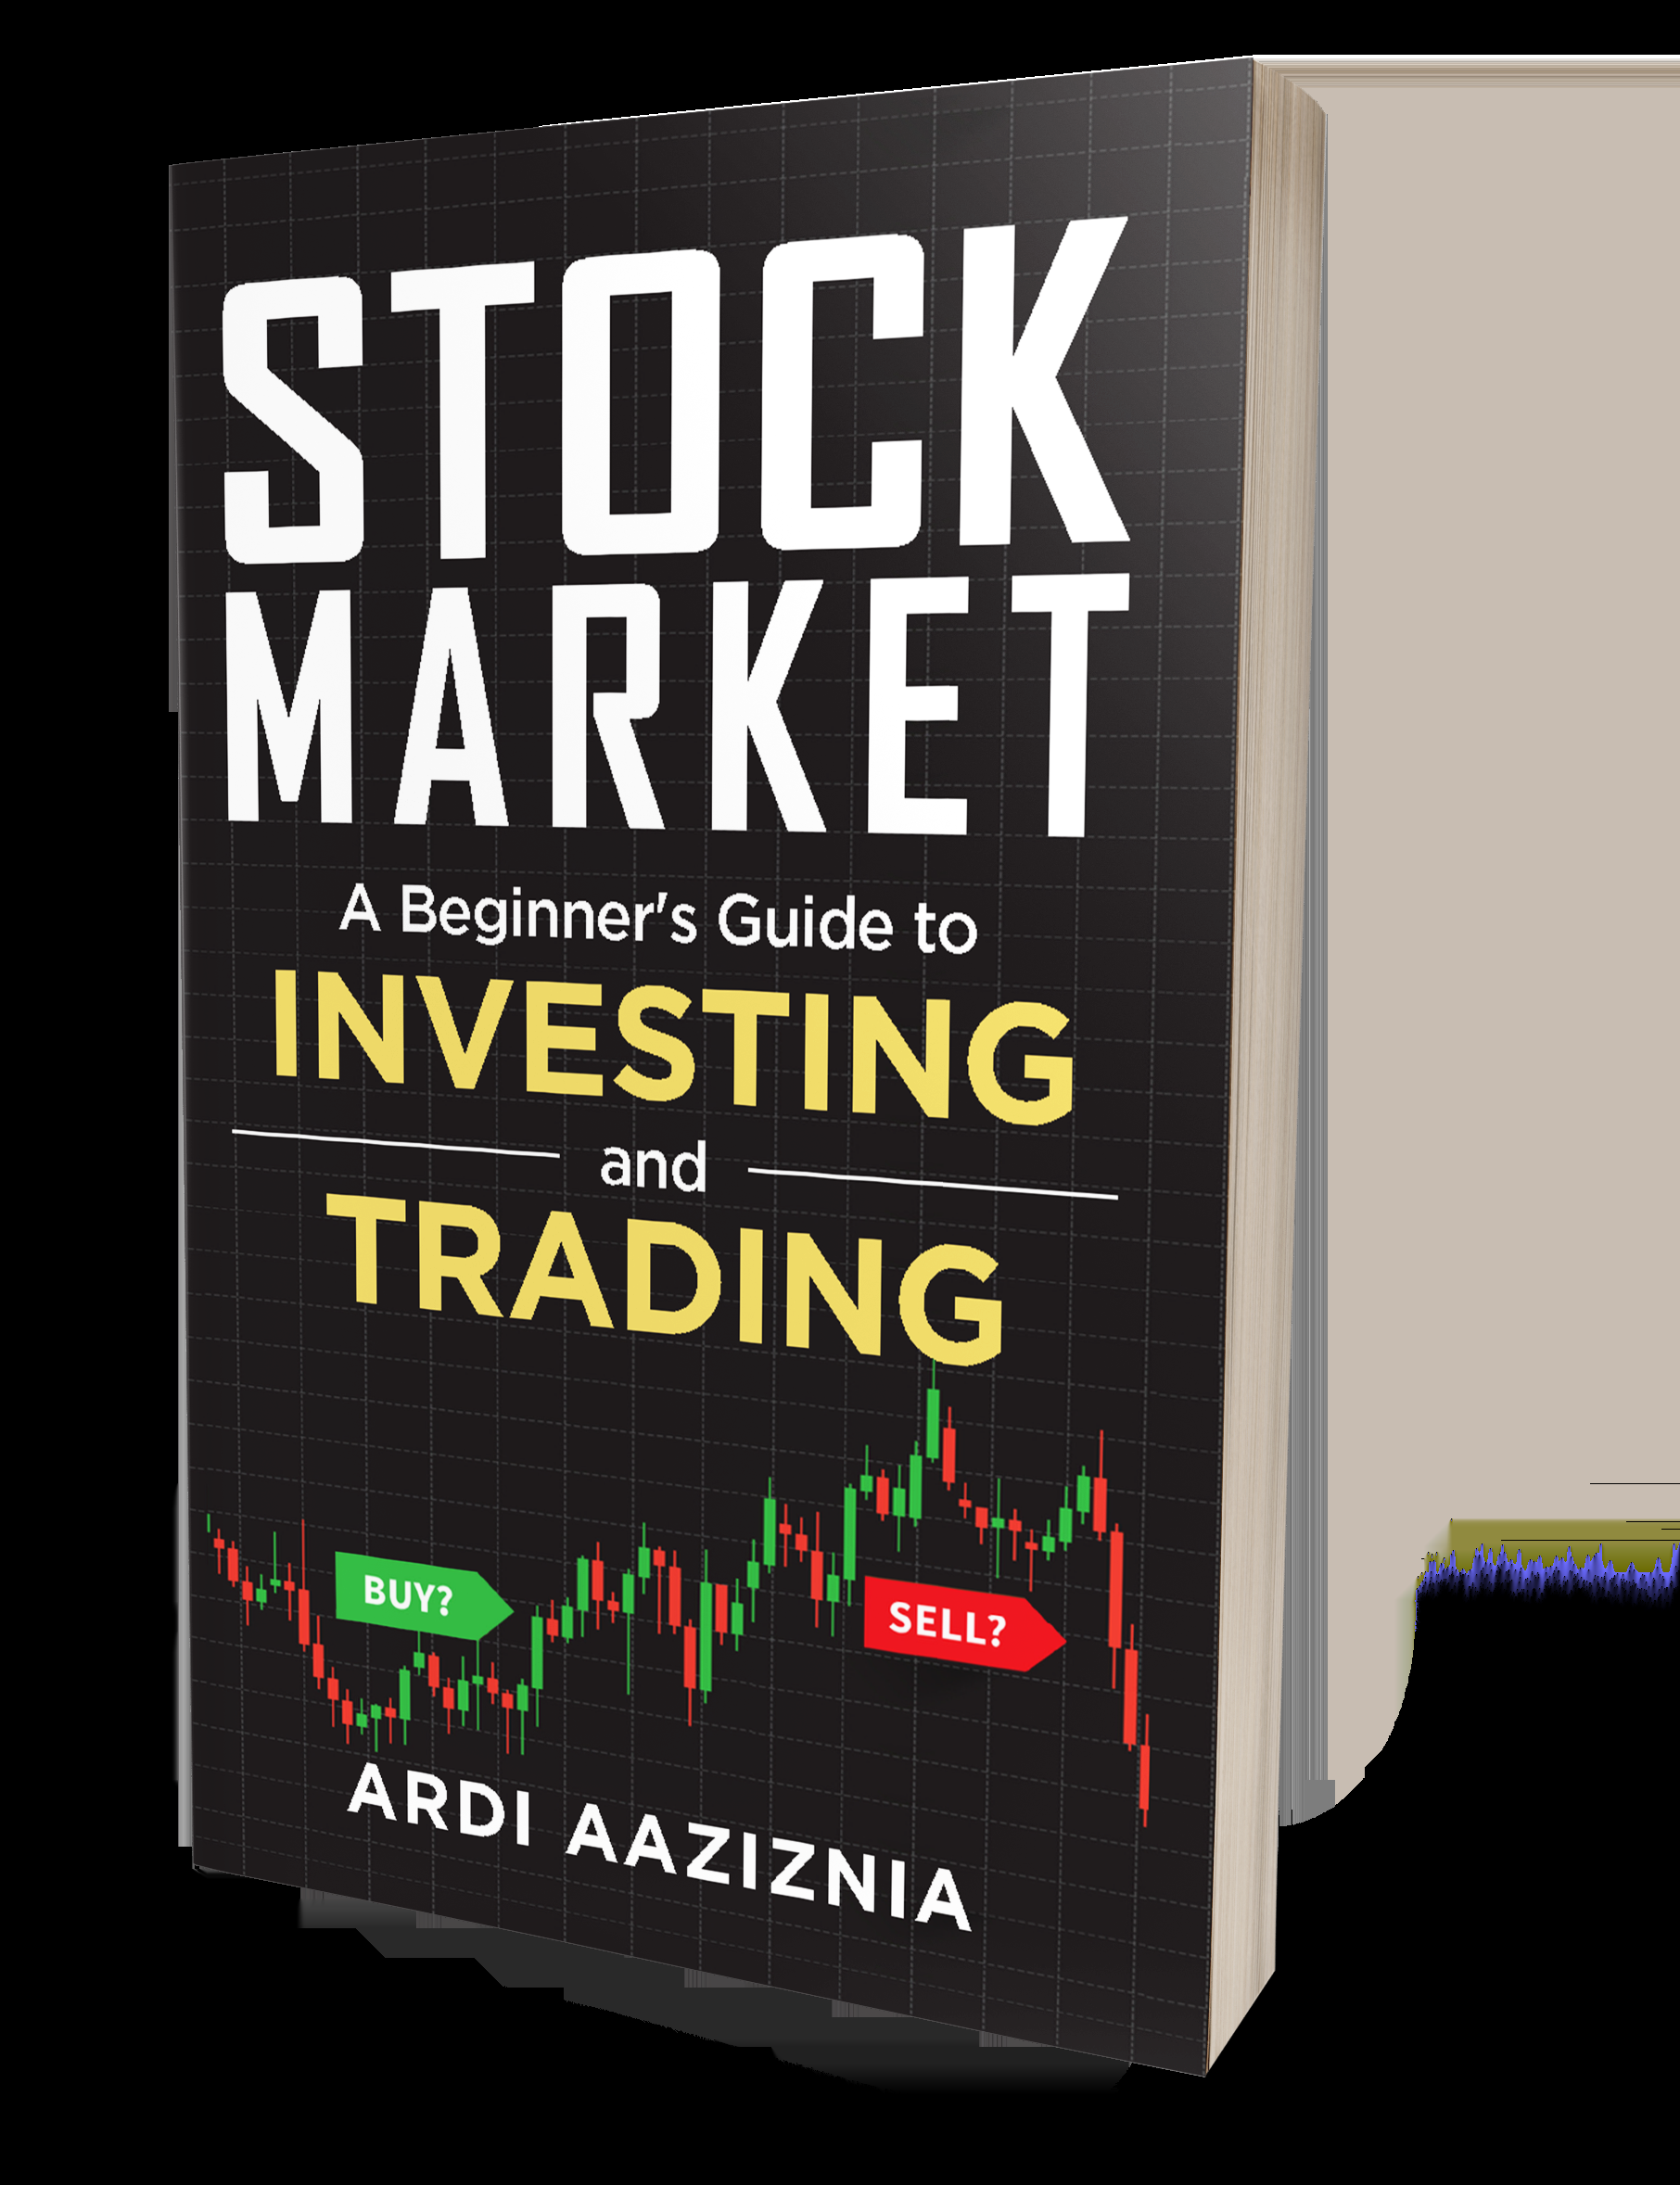 STOCK
MARKET
A Beginner's Guide to
INVESTING
and
TRADING
BUY?
SELL?
ARDI AAZIZNIA